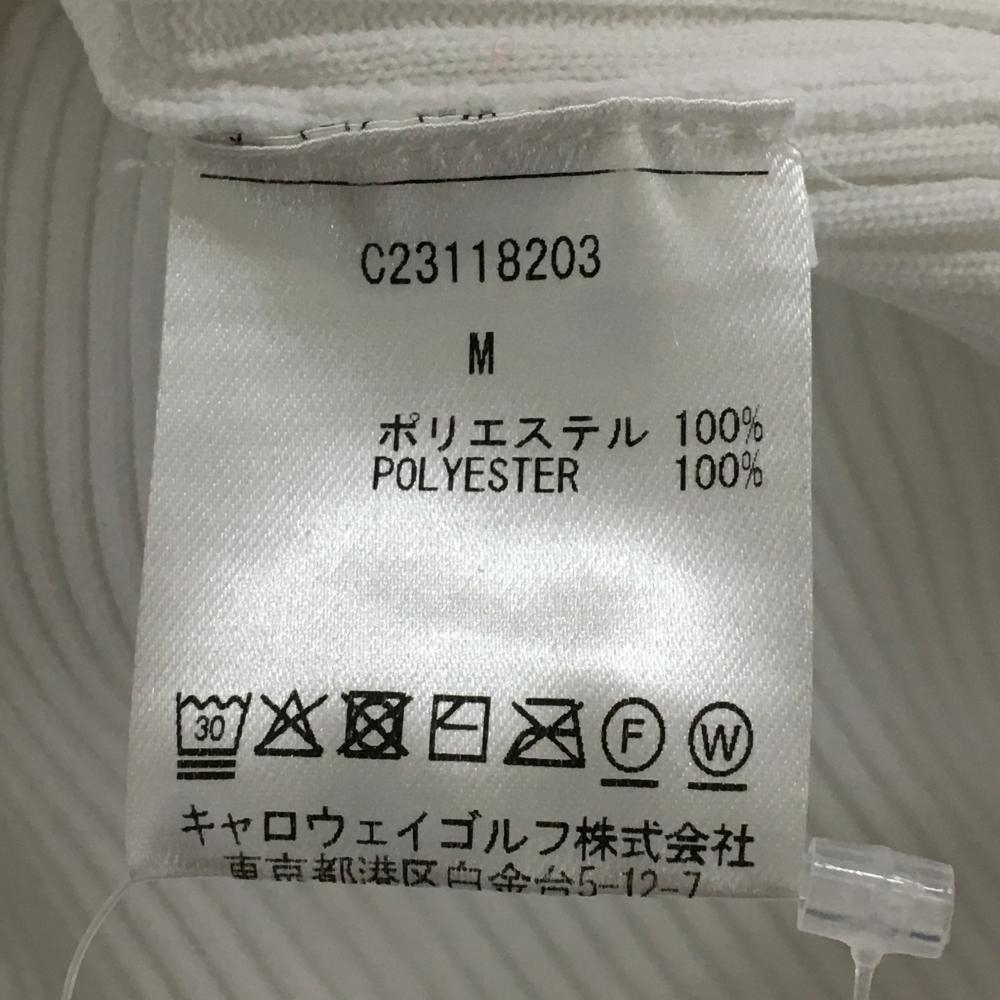 C23118203
M
ポリエステル 100%
POLYESTER 100%
30 F W
キャロウェイゴルフ株式会社
東京都港区白金台5-12-7